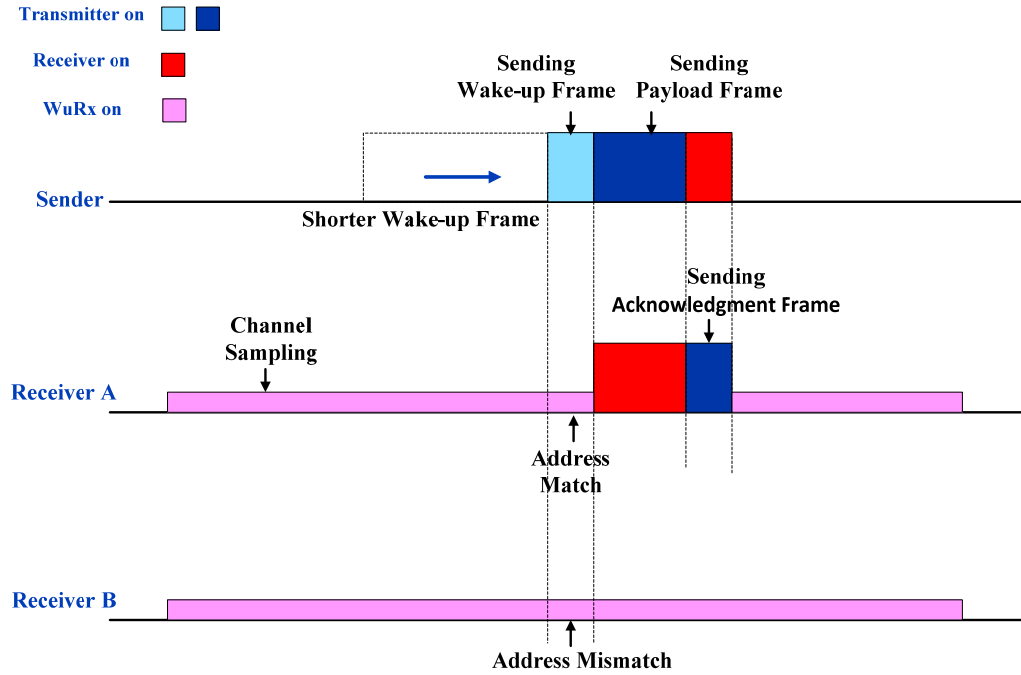 Transmitter on
Receiver on
WuRx on
Sending
Wake-up Frame
Sending
Payload Frame
Sender
Shorter Wake-up Frame
Sending
Acknowledgment Frame
Channel
Sampling
Receiver A
Address
Match
Receiver B
Address Mismatch